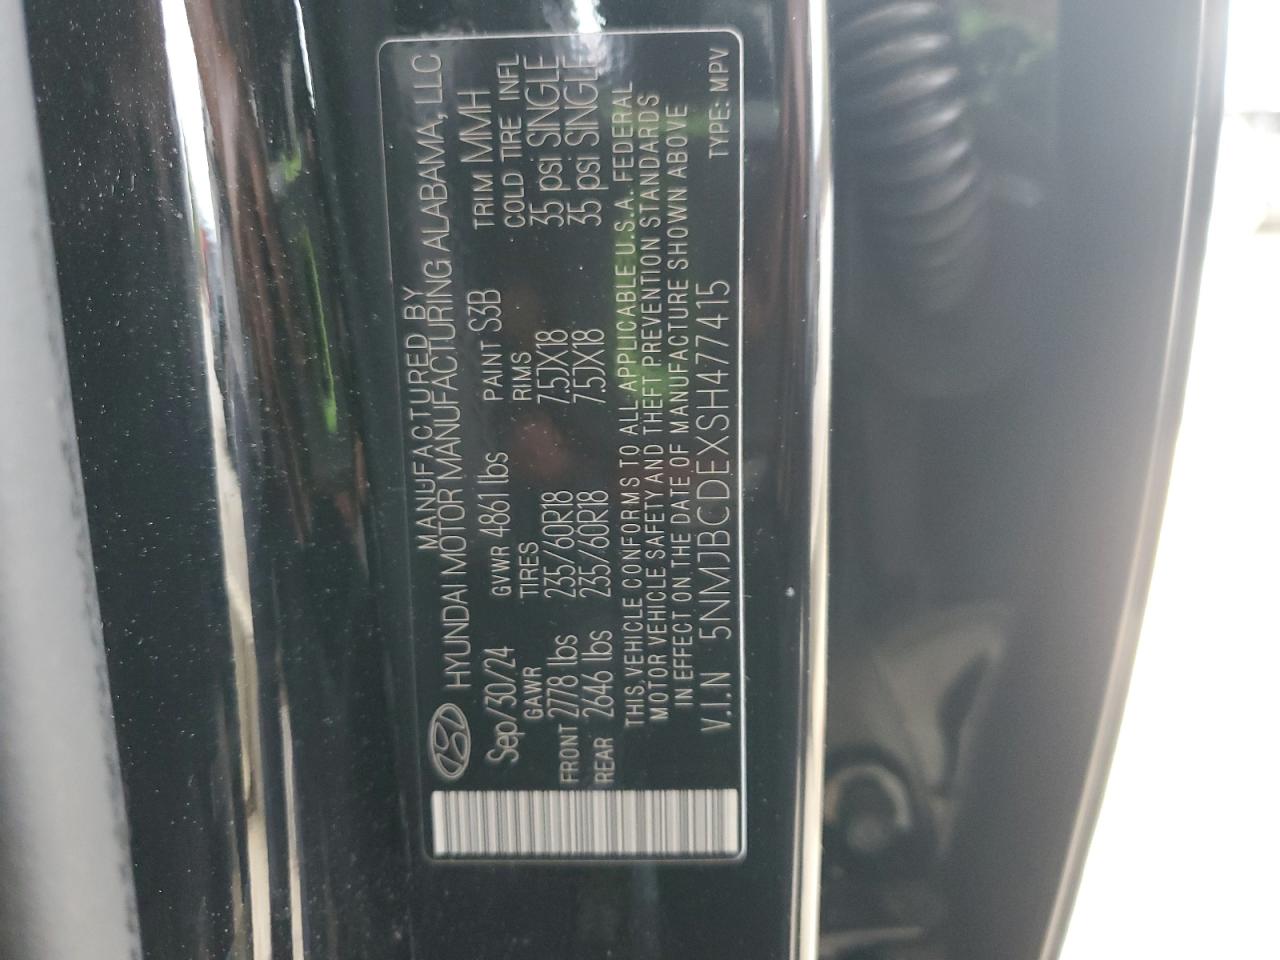 MANUFACTURED BY
HYUNDAI MOTOR MANUFACTURING ALABAMA, LLC
Sep/30/24 GVWR 4861 lbs PAINT S3B TRIM MMH
GAWR TIRES RIMS COLD TIRE INFL
FRONT 2778 lbs 235/60R18 7.5JX18 35 psi SINGLE
REAR 2646 lbs 235/60R18 7.5JX18 35 psi SINGLE
THIS VEHICLE CONFORMS TO ALL APPLICABLE U.S.A. FEDERAL
MOTOR VEHICLE SAFETY AND THEFT PREVENTION STANDARDS
IN EFFECT ON THE DATE OF MANUFACTURE SHOWN ABOVE
V.I.N 5NMJBCDEXSH477415 TYPE: MPV